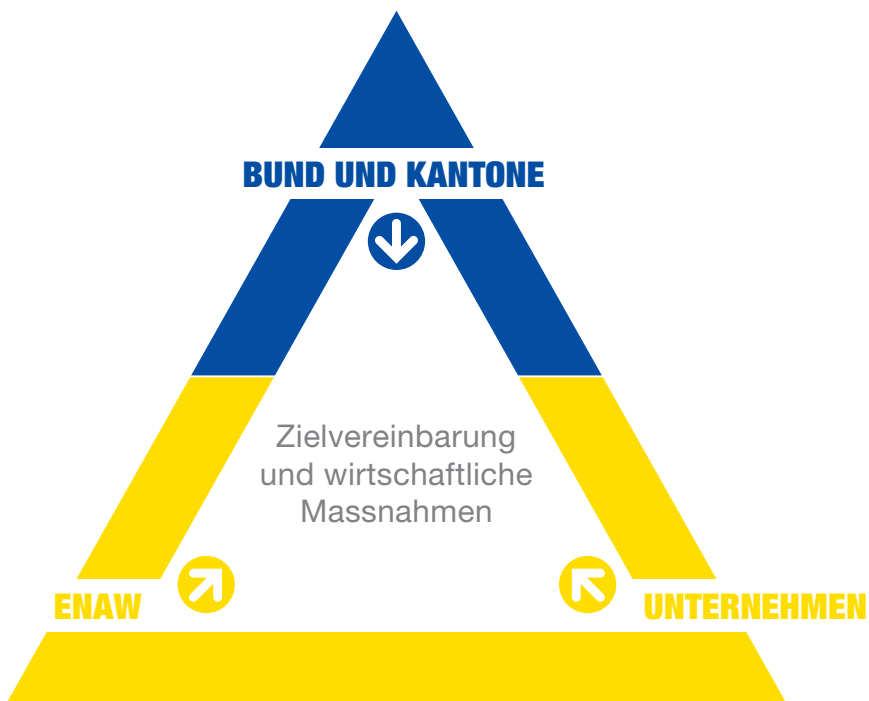 BUND UND KANTONE
Zielvereinbarung
und wirtschaftliche
Massnahmen
ENAW
UNTERNEHMEN